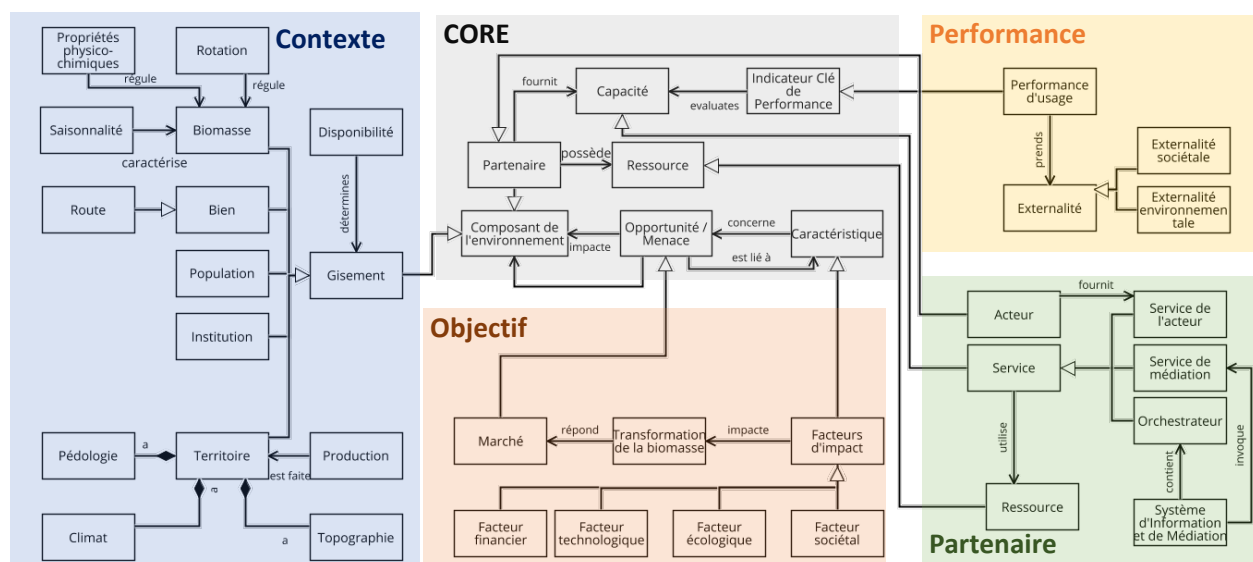 Contexte
Propriétés
physico-
chimiques
Rotation
régule
régule
Saisonnalité
Biomasse
Disponibilité
caractérise
Route
Bien
détermines
Population
Gisement
Institution
Pédologie
a
Territoire
Production
est faite
a
Climat
a
Topographie
CORE
fournit
Capacité
Indicateur Clé
de
Performance
evaluates
Partenaire
possède
Ressource
Composant de
l'environnement
impacte
Opportunité /
Menace
concerne
Caractéristique
est lié à
Performance
Performance
d'usage
prends
Externalité
sociétale
Externalité
Externalité
environnemen
tale
Objectif
Marché
répond
Transformation
de la biomasse
impacte
Facteurs
d'impact
Facteur
financier
Facteur
technologique
Facteur
écologique
Facteur
sociétal
Acteur
fournit
Service de
l'acteur
Service
Service de
médiation
utilise
Orchestrateur
invoque
contient
Ressource
Système
d'Information
et de Médiation
Partenaire